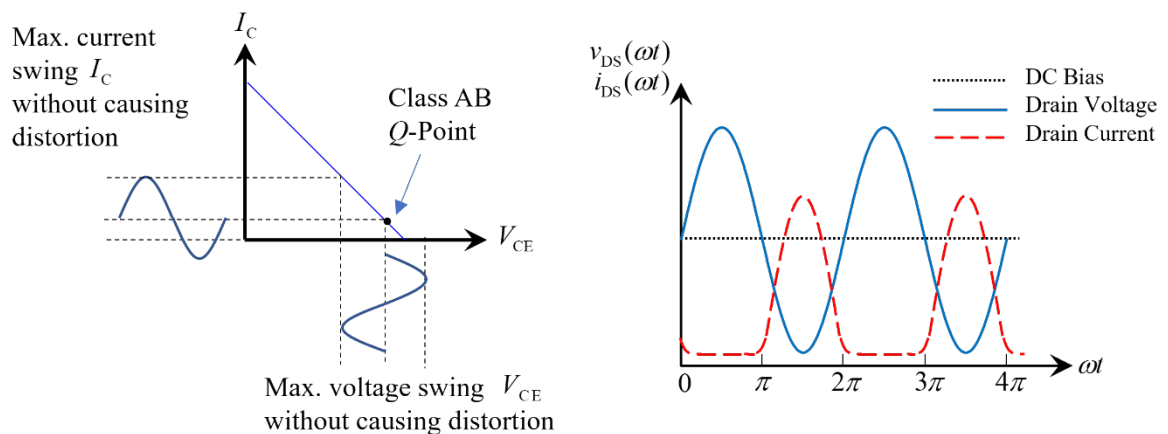 I_C
Max. current
swing I_C
without causing
distortion
Class AB
Q-Point
V_CE
Max. voltage swing V_CE
without causing distortion
v_DS(ωt)
i_DS(ωt)
DC Bias
Drain Voltage
Drain Current
0 π 2π 3π 4π ωt